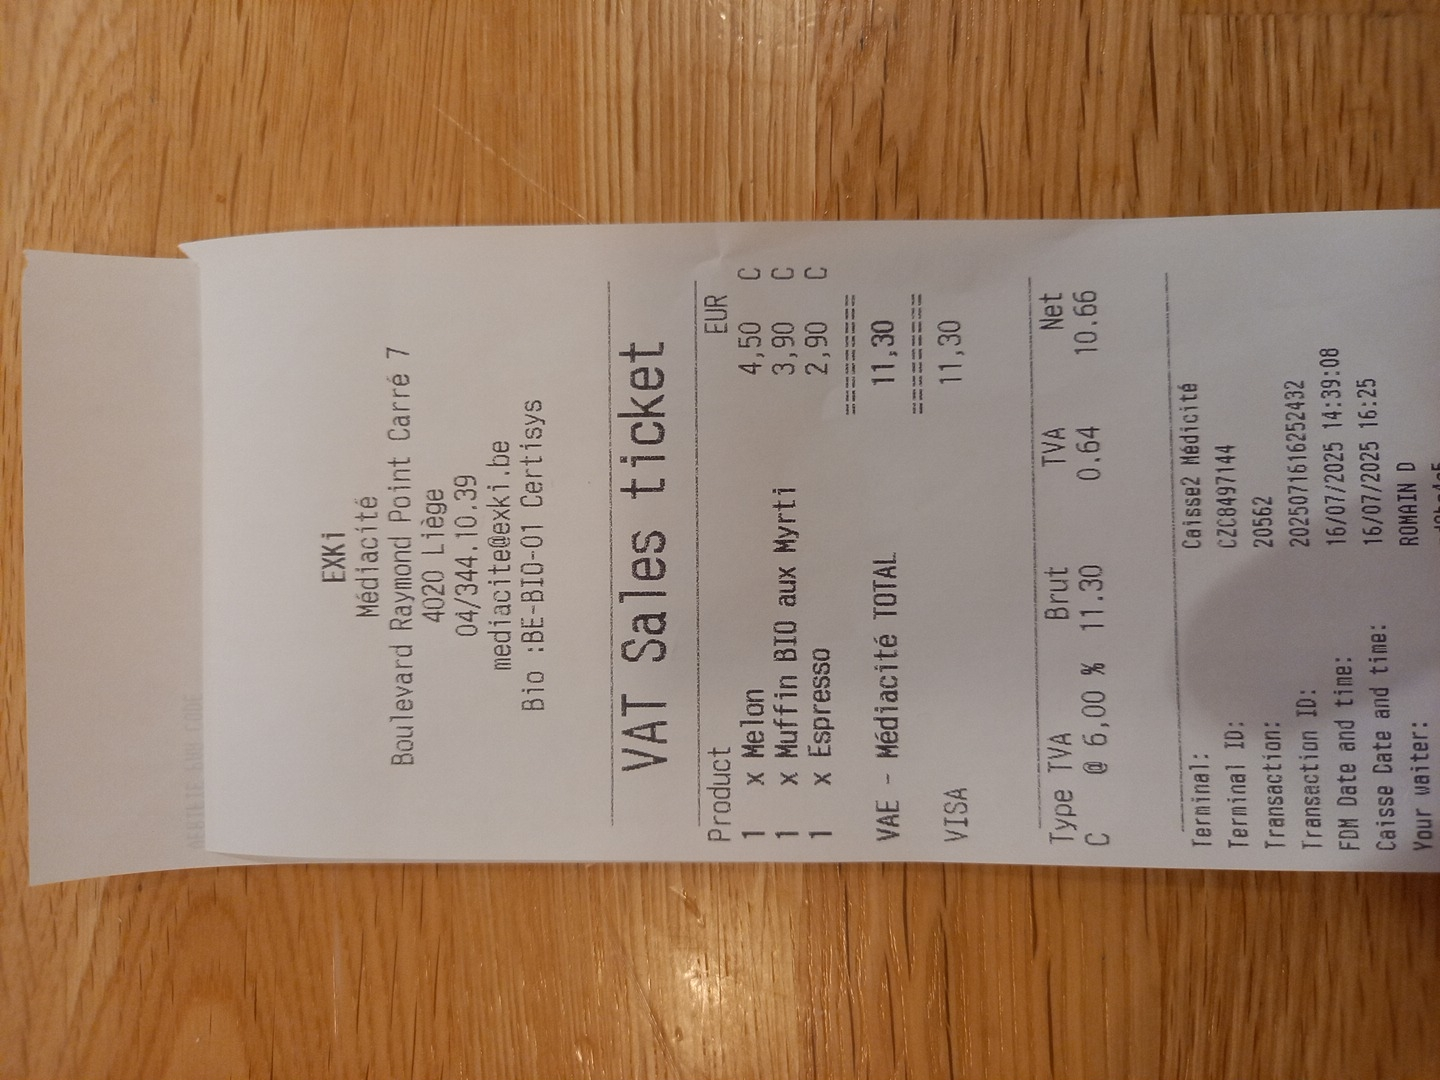 EXKi
Médiacité
Boulevard Raymond Point Carré 7
4020 Liège
04/344.10.39
mediacite@exki.be
Bio :BE-BIO-01 Certisys
VAT Sales ticket
Product EUR
1 x Melon 4,50 C
1 x Muffin BIO aux Myrti 3,90 C
1 x Espresso 2,90 C
========
VAE - Médiacité TOTAL 11,30
========
VISA 11,30
Type TVA Brut TVA Net
C @ 6,00 % 11.30 0.64 10.66
Terminal: Caisse2 Médicité
Terminal ID: CZC8497144
Transaction: 20562
Transaction ID: 2025071616252432
FDM Date and time: 16/07/2025 14:39:08
Caisse Date and time: 16/07/2025 16:25
Your waiter: ROMAIN D